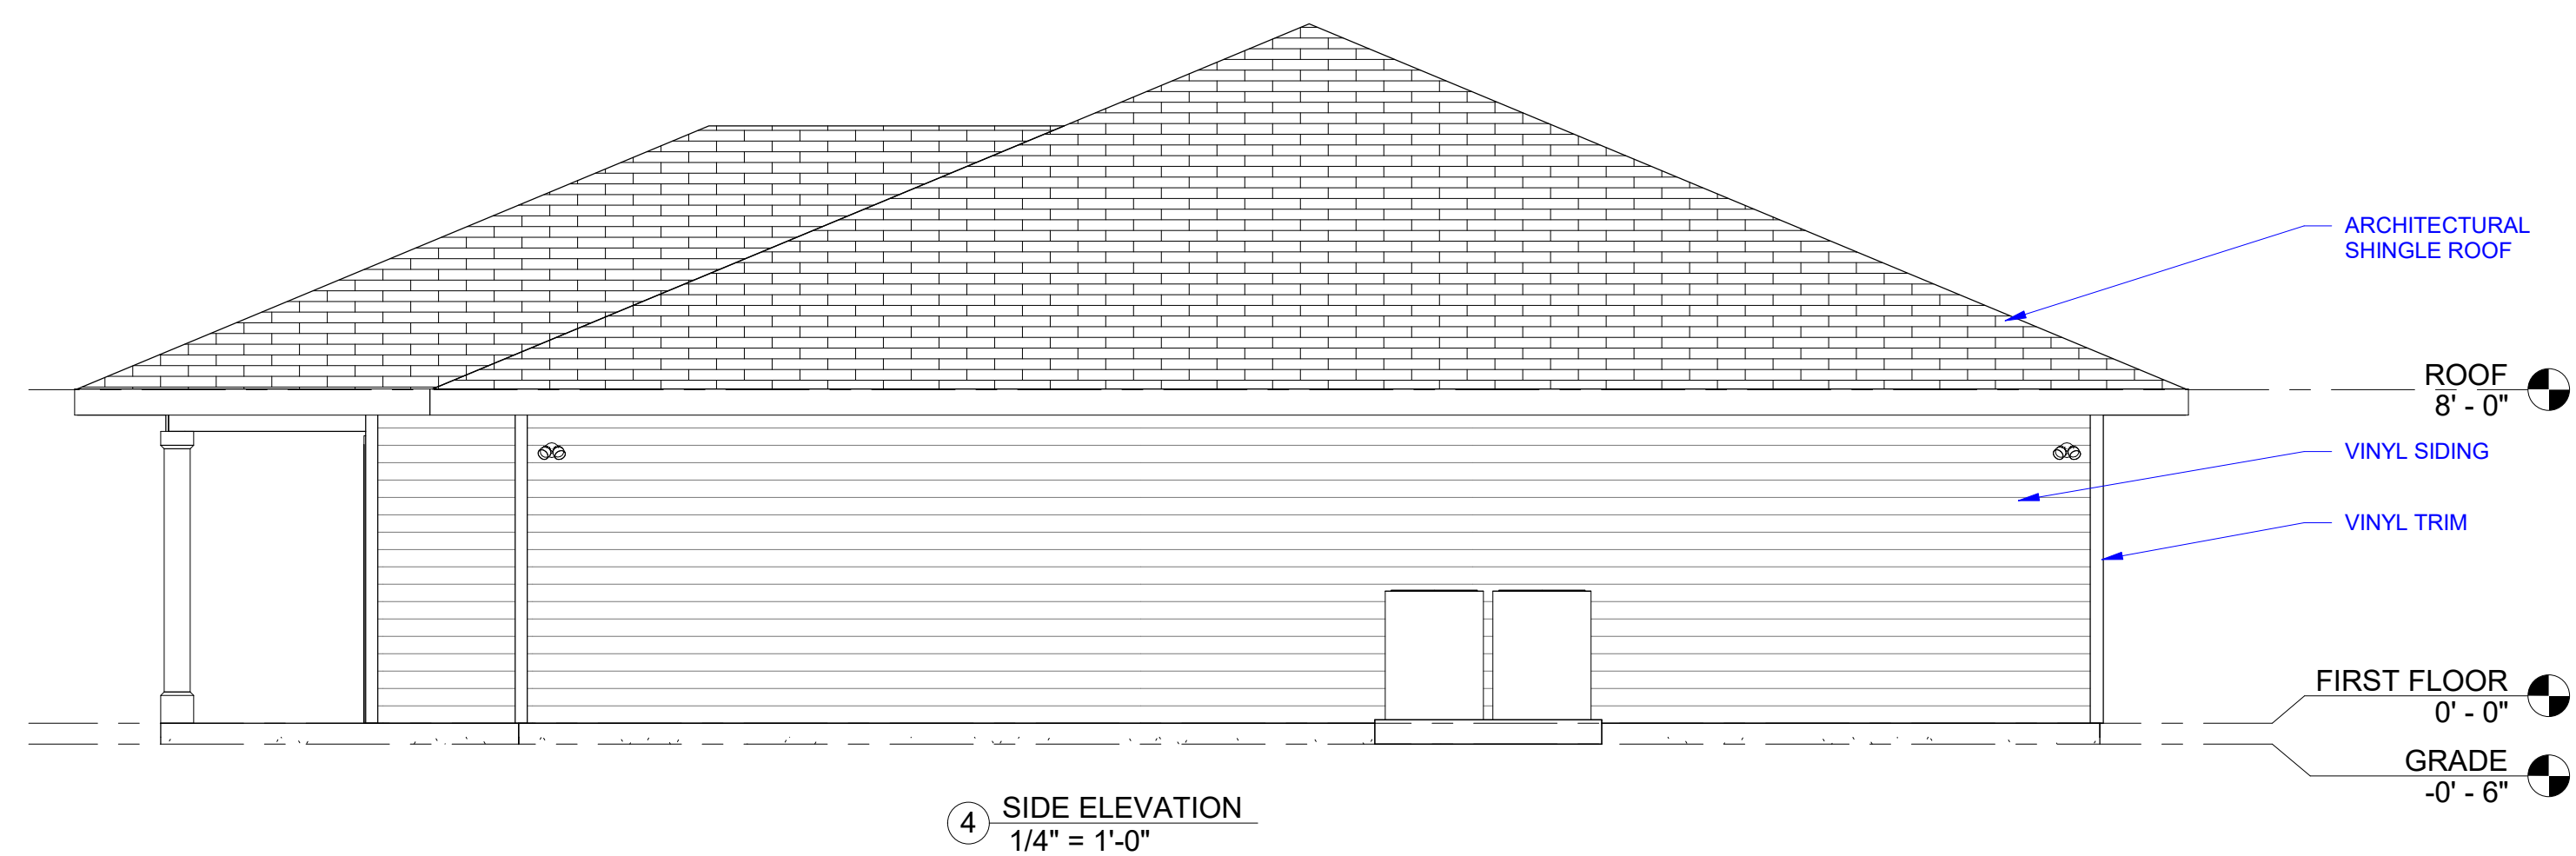 ARCHITECTURAL
SHINGLE ROOF
ROOF
8' - 0"
VINYL SIDING
VINYL TRIM
FIRST FLOOR
0' - 0"
GRADE
-0' - 6"
4 SIDE ELEVATION
1/4" = 1'-0"